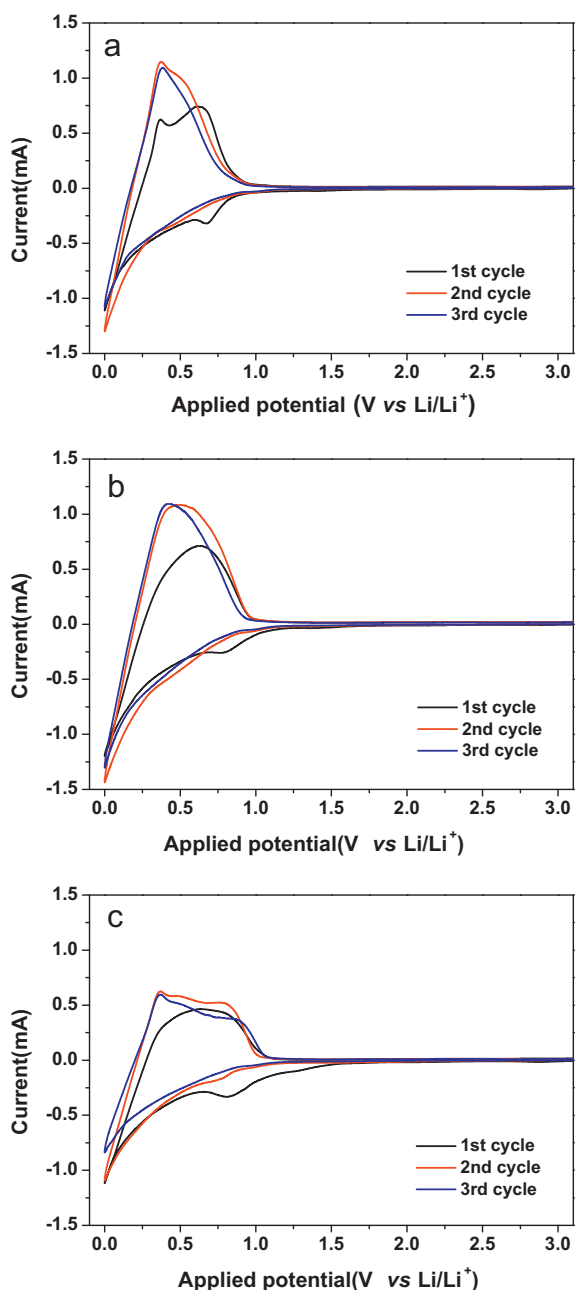 a
1.5
1.0
0.5
0.0
-0.5
-1.0
-1.5
Current(mA)
1st cycle
2nd cycle
3rd cycle
0.0 0.5 1.0 1.5 2.0 2.5 3.0
Applied potential (V vs Li/Li⁺)
b
1.5
1.0
0.5
0.0
-0.5
-1.0
-1.5
Current(mA)
1st cycle
2nd cycle
3rd cycle
0.0 0.5 1.0 1.5 2.0 2.5 3.0
Applied potential(V vs Li/Li⁺)
c
1.5
1.0
0.5
0.0
-0.5
-1.0
-1.5
Current(mA)
1st cycle
2nd cycle
3rd cycle
0.0 0.5 1.0 1.5 2.0 2.5 3.0
Applied potential(V vs Li/Li⁺)